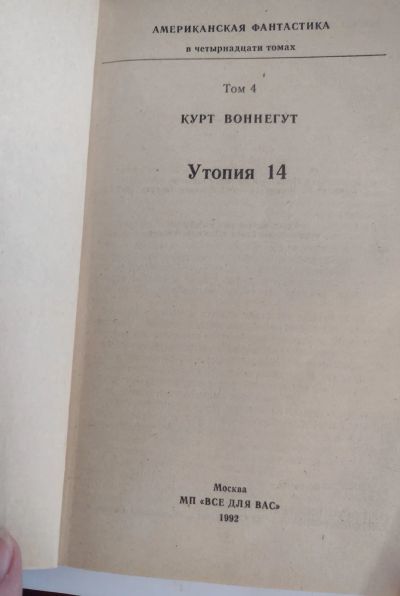 АМЕРИКАНСКАЯ ФАНТАСТИКА
в четырнадцати томах
Том 4
КУРТ ВОННЕГУТ
Утопия 14
Москва
МП «ВСЕ ДЛЯ ВАС»
1992